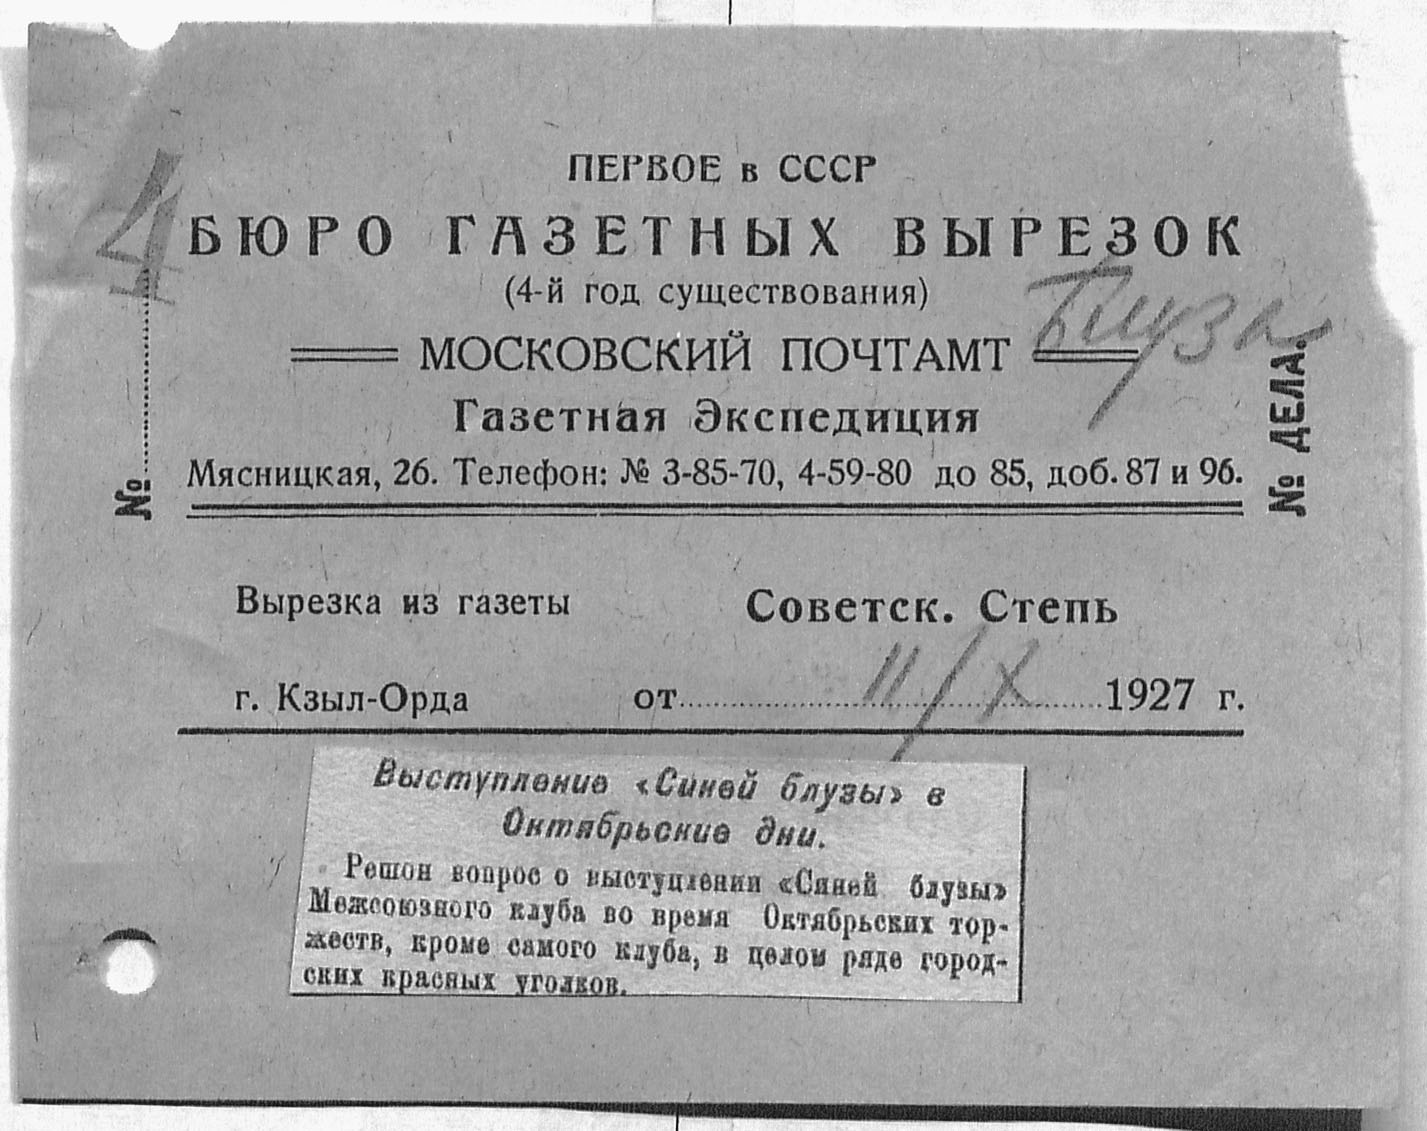 ПЕРВОЕ в СССР
4
БЮРО ГАЗЕТНЫХ ВЫРЕЗОК
(4-й год существования)
Блуза
МОСКОВСКИЙ ПОЧТАМТ
Газетная Экспедиция
Мясницкая, 26. Телефон: № 3-85-70, 4-59-80 до 85, доб. 87 и 96.
№
№ ДЕЛА.
Вырезка из газеты Советск. Степь
г. Кзыл-Орда от 11/X 1927 г.
Выступление «Синей блузы» в
Октябрьские дни.
Решон вопрос о выступлении «Синей блузы»
Межсоюзного клуба во время Октябрьских тор-
жеств, кроме самого клуба, в целом ряде город-
ских красных уголков.